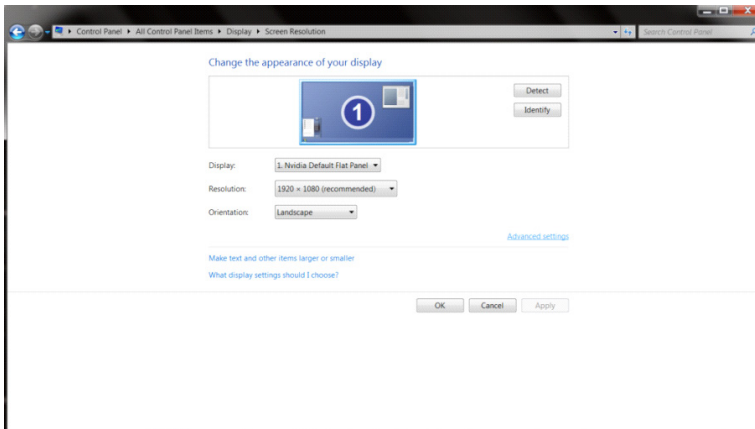 Control Panel ▸ All Control Panel Items ▸ Display ▸ Screen Resolution
Search Control Panel
Change the appearance of your display
1
Detect
Identify
Display: 1. Nvidia Default Flat Panel
Resolution: 1920 × 1080 (recommended)
Orientation: Landscape
Advanced settings
Make text and other items larger or smaller
What display settings should I choose?
OK Cancel Apply